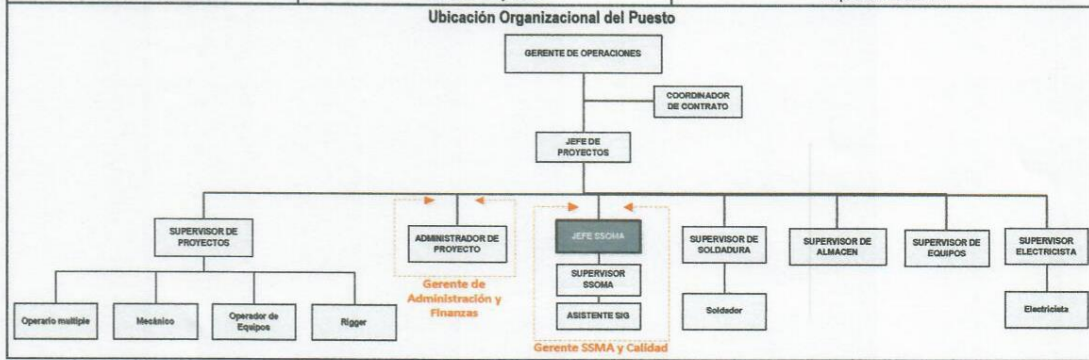 Ubicación Organizacional del Puesto
GERENTE DE OPERACIONES
COORDINADOR
DE CONTRATO
JEFE DE
PROYECTOS
SUPERVISOR DE
PROYECTOS
ADMINISTRADOR DE
PROYECTO
JEFE SSOMA
SUPERVISOR DE
SOLDADURA
SUPERVISOR DE
ALMACEN
SUPERVISOR DE
EQUIPOS
SUPERVISOR
ELECTRICISTA
SUPERVISOR
SSOMA
ASISTENTE SIG
Gerente de
Administración y
Finanzas
Operario multiple
Mecánico
Operador de
Equipos
Rigger
Soldador
Electricista
Gerente SSMA y Calidad